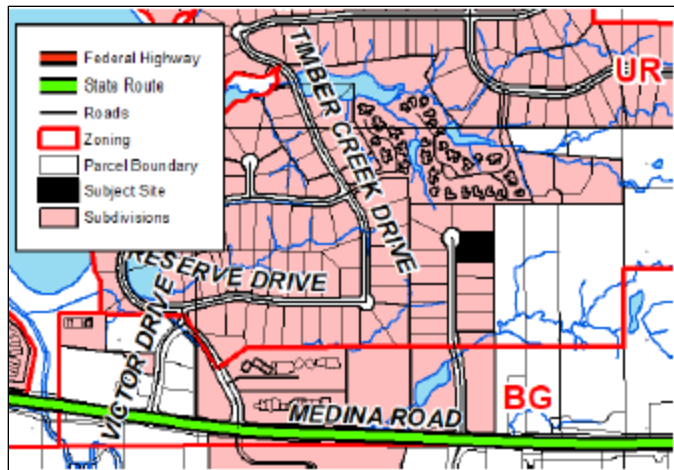 Federal Highway
State Route
Roads
Zoning
Parcel Boundary
Subject Site
Subdivisions
TIMBER CREEK DRIVE
UR
RESERVE DRIVE
VICTOR DRIVE
MEDINA ROAD
BG